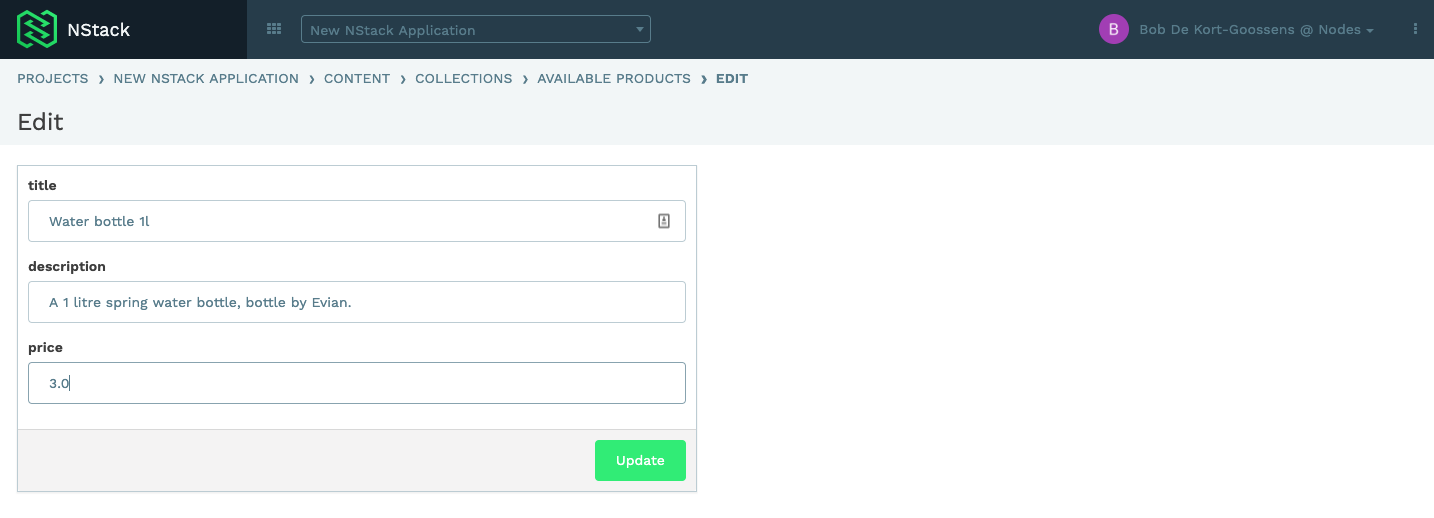 NStack
New NStack Application
B
Bob De Kort-Goossens @ Nodes
PROJECTS › NEW NSTACK APPLICATION › CONTENT › COLLECTIONS › AVAILABLE PRODUCTS › EDIT
Edit
title
Water bottle 1l
description
A 1 litre spring water bottle, bottle by Evian.
price
3.0
Update